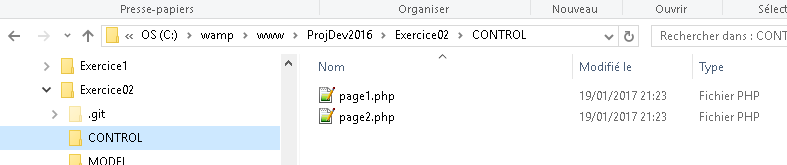 Presse-papiers Organiser Nouveau Ouvrir Sélect
« OS (C:) > wamp > www > ProjDev2016 > Exercice02 > CONTROL Rechercher dans : CONT
Exercice1 Nom Modifié le Type
Exercice02 page1.php 19/01/2017 21:23 Fichier PHP
.git page2.php 19/01/2017 21:23 Fichier PHP
CONTROL
MODEL